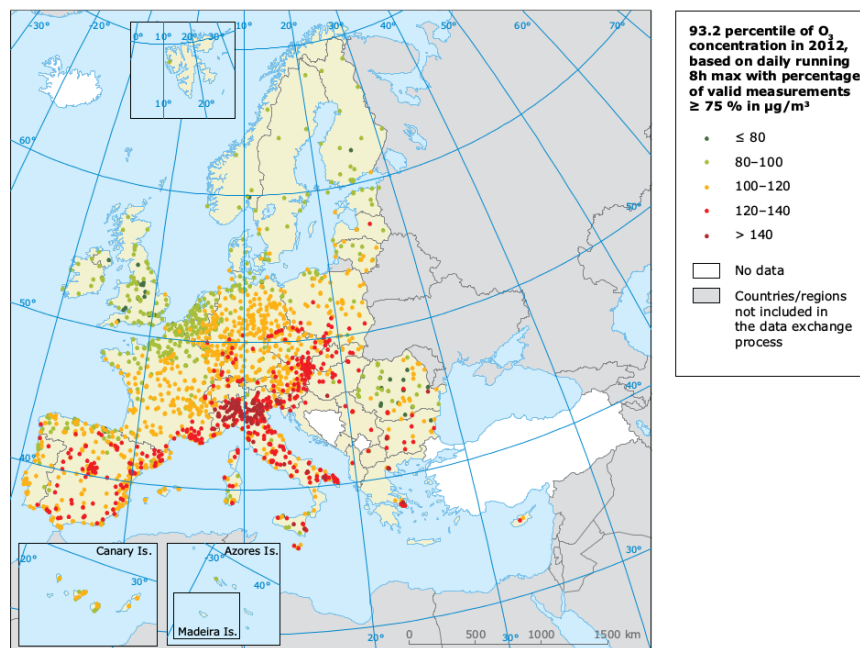 -30° -20° -10° 0° 10° 20° 30° 40° 50° 60° 70°
0° 10° 20° 30°
10° 20°
60°
50°
50°
40°
40°
30°
0°
-20°
Canary Is.
30°
Azores Is.
-30°
40°
Madeira Is.
20°
30°
0 500 1000 1500 km
93.2 percentile of O3
concentration in 2012,
based on daily running
8h max with percentage
of valid measurements
≥ 75 % in µg/m³
≤ 80
80–100
100–120
120–140
> 140
No data
Countries/regions
not included in
the data exchange
process